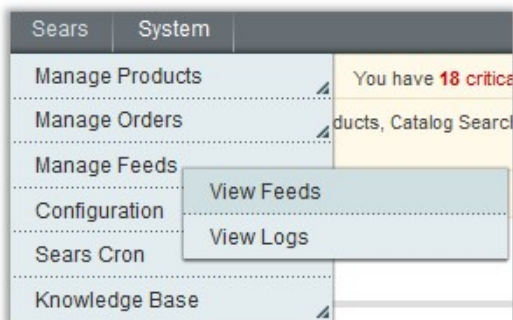 Sears System
Manage Products
You have 18 critica
Manage Orders
ducts, Catalog Search
Manage Feeds
View Feeds
Configuration
View Logs
Sears Cron
Knowledge Base